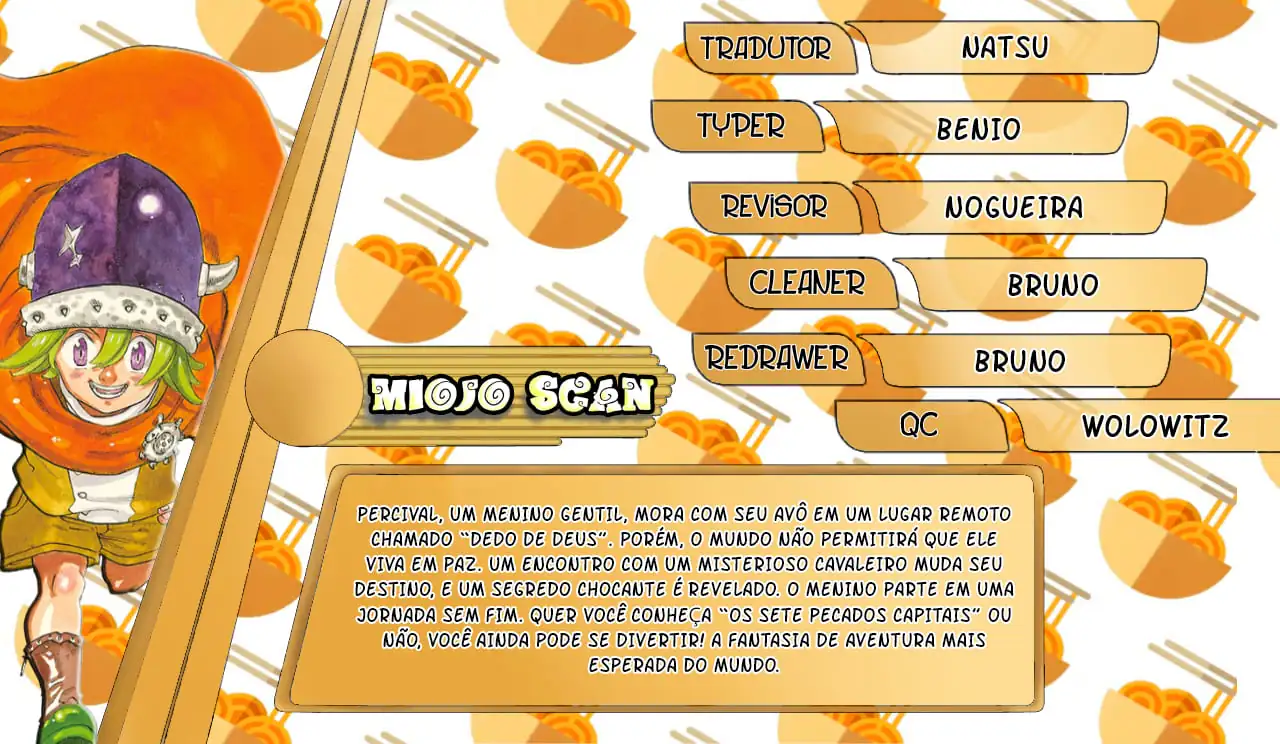 TRADUTOR NATSU
TYPER BENIO
REVISOR NOGUEIRA
CLEANER BRUNO
REDRAWER BRUNO
MIOJO SCAN
QC WOLOWITZ
PERCIVAL, UM MENINO GENTIL, MORA COM SEU AVÔ EM UM LUGAR REMOTO
CHAMADO "DEDO DE DEUS". PORÉM, O MUNDO NÃO PERMITIRÁ QUE ELE
VIVA EM PAZ. UM ENCONTRO COM UM MISTERIOSO CAVALEIRO MUDA SEU
DESTINO, E UM SEGREDO CHOCANTE É REVELADO. O MENINO PARTE EM UMA
JORNADA SEM FIM. QUER VOCÊ CONHEÇA "OS SETE PECADOS CAPITAIS" OU
NÃO, VOCÊ AINDA PODE SE DIVERTIR! A FANTASIA DE AVENTURA MAIS
ESPERADA DO MUNDO.